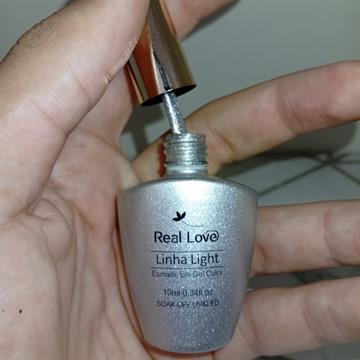 Real Love
Linha Light
Esmalte Em Gel Color
10ml-0.34fl.oz
SOAK OFF UV&LED